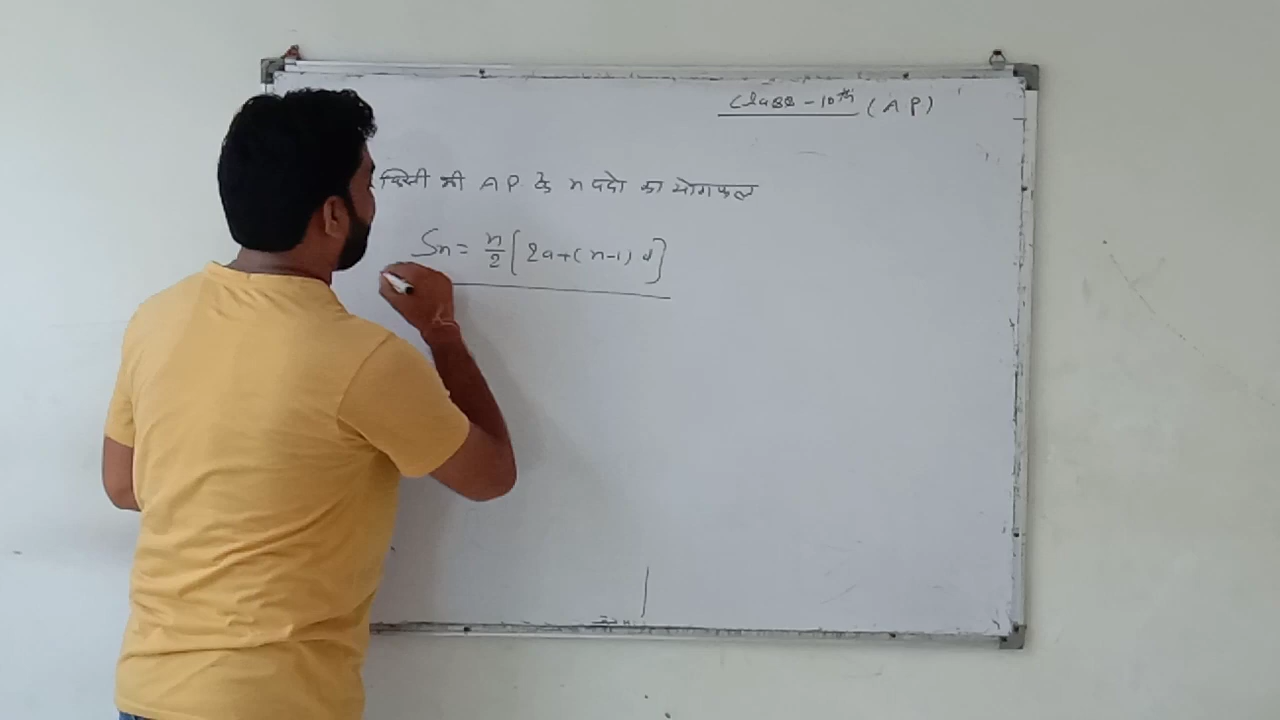 Class - 10th (AP)
किसी भी AP के n पदो का योगफल
Sn = n/2 [2a+(n-1) d]